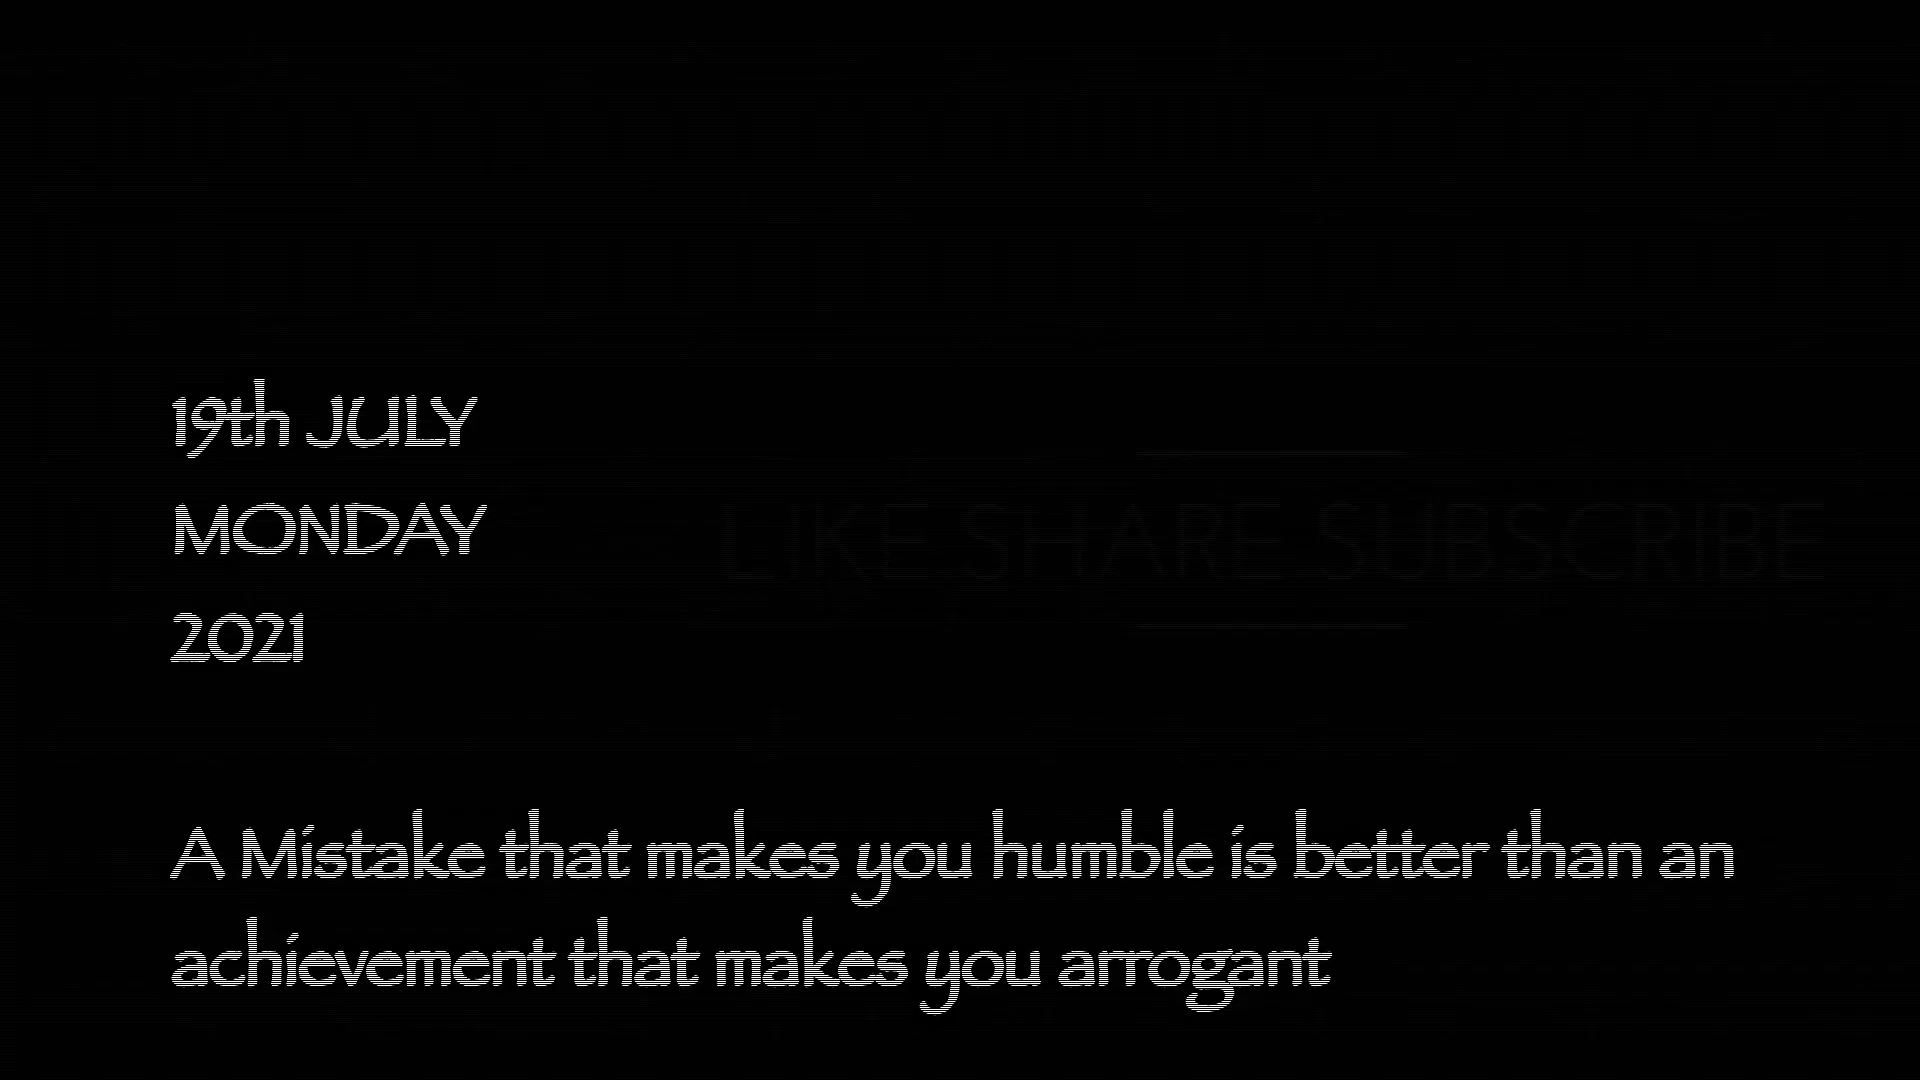 19th JULY
MONDAY
LIKE SHARE SUBSCRIBE
2021
A Mistake that makes you humble is better than an
achievement that makes you arrogant